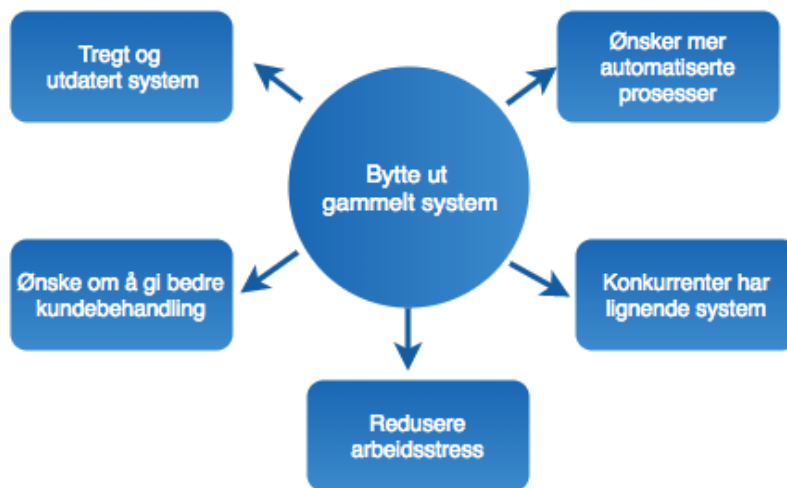 Tregt og
utdatert system
Ønsker mer
automatiserte
prosesser
Bytte ut
gammelt system
Ønske om å gi bedre
kundebehandling
Konkurrenter har
lignende system
Redusere
arbeidsstress